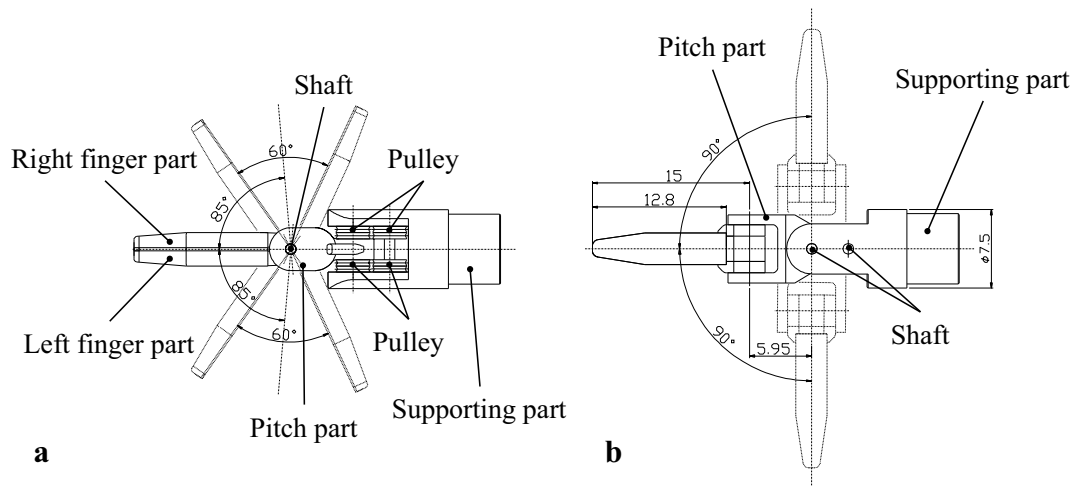 Shaft
Right finger part
60°
Pulley
85°
85°
Left finger part
60°
Pulley
Pitch part
Supporting part
a
Pitch part
Supporting part
90°
15
12.8
φ7.5
Shaft
90°
5.95
b